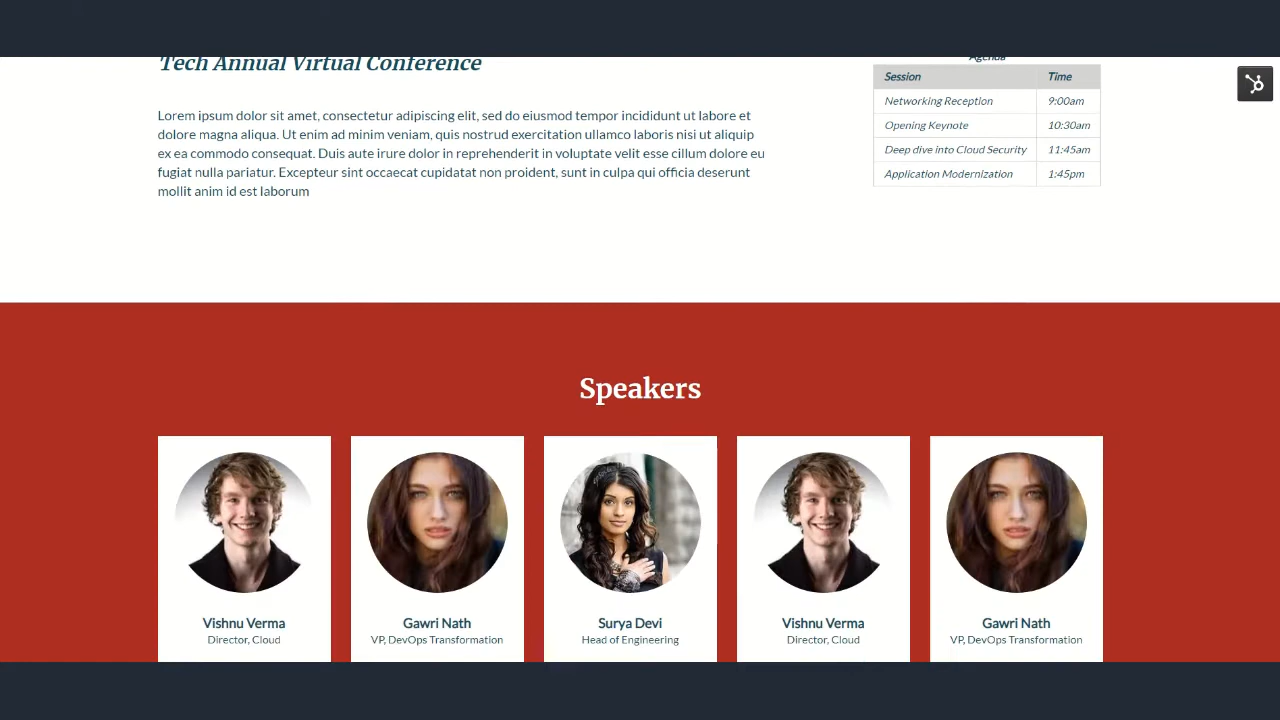 Tech Annual Virtual Conference
Lorem ipsum dolor sit amet, consectetur adipiscing elit, sed do eiusmod tempor incididunt ut labore et
dolore magna aliqua. Ut enim ad minim veniam, quis nostrud exercitation ullamco laboris nisi ut aliquip
ex ea commodo consequat. Duis aute irure dolor in reprehenderit in voluptate velit esse cillum dolore eu
fugiat nulla pariatur. Excepteur sint occaecat cupidatat non proident, sunt in culpa qui officia deserunt
mollit anim id est laborum
Agenda
Session Time
Networking Reception 9:00am
Opening Keynote 10:30am
Deep dive into Cloud Security 11:45am
Application Modernization 1:45pm
Speakers
Vishnu Verma
Director, Cloud
Gawri Nath
VP, DevOps Transformation
Surya Devi
Head of Engineering
Vishnu Verma
Director, Cloud
Gawri Nath
VP, DevOps Transformation